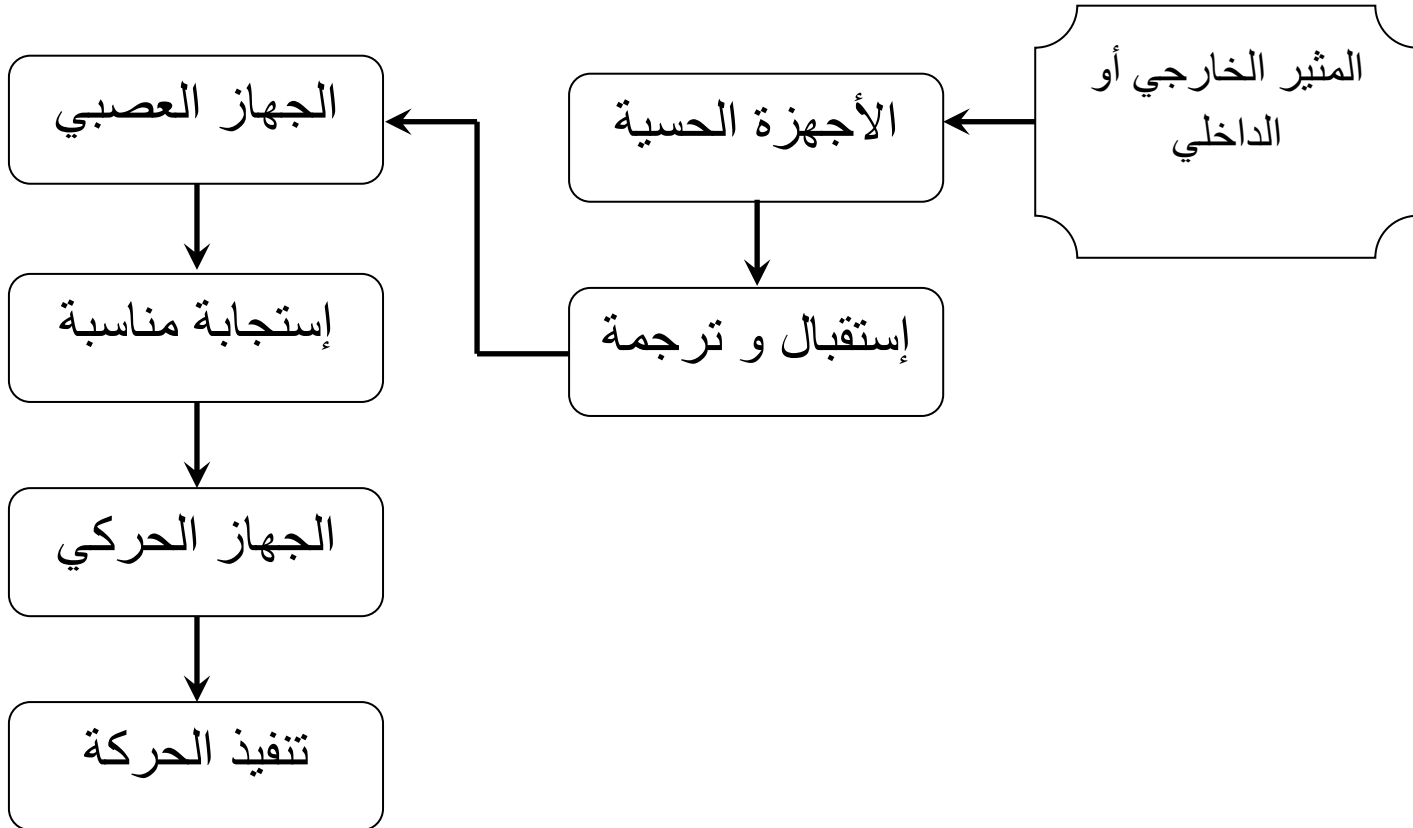 المثير الخارجي أو
الداخلي
الأجهزة الحسية
إستقبال و ترجمة
الجهاز العصبي
إستجابة مناسبة
الجهاز الحركي
تنفيذ الحركة